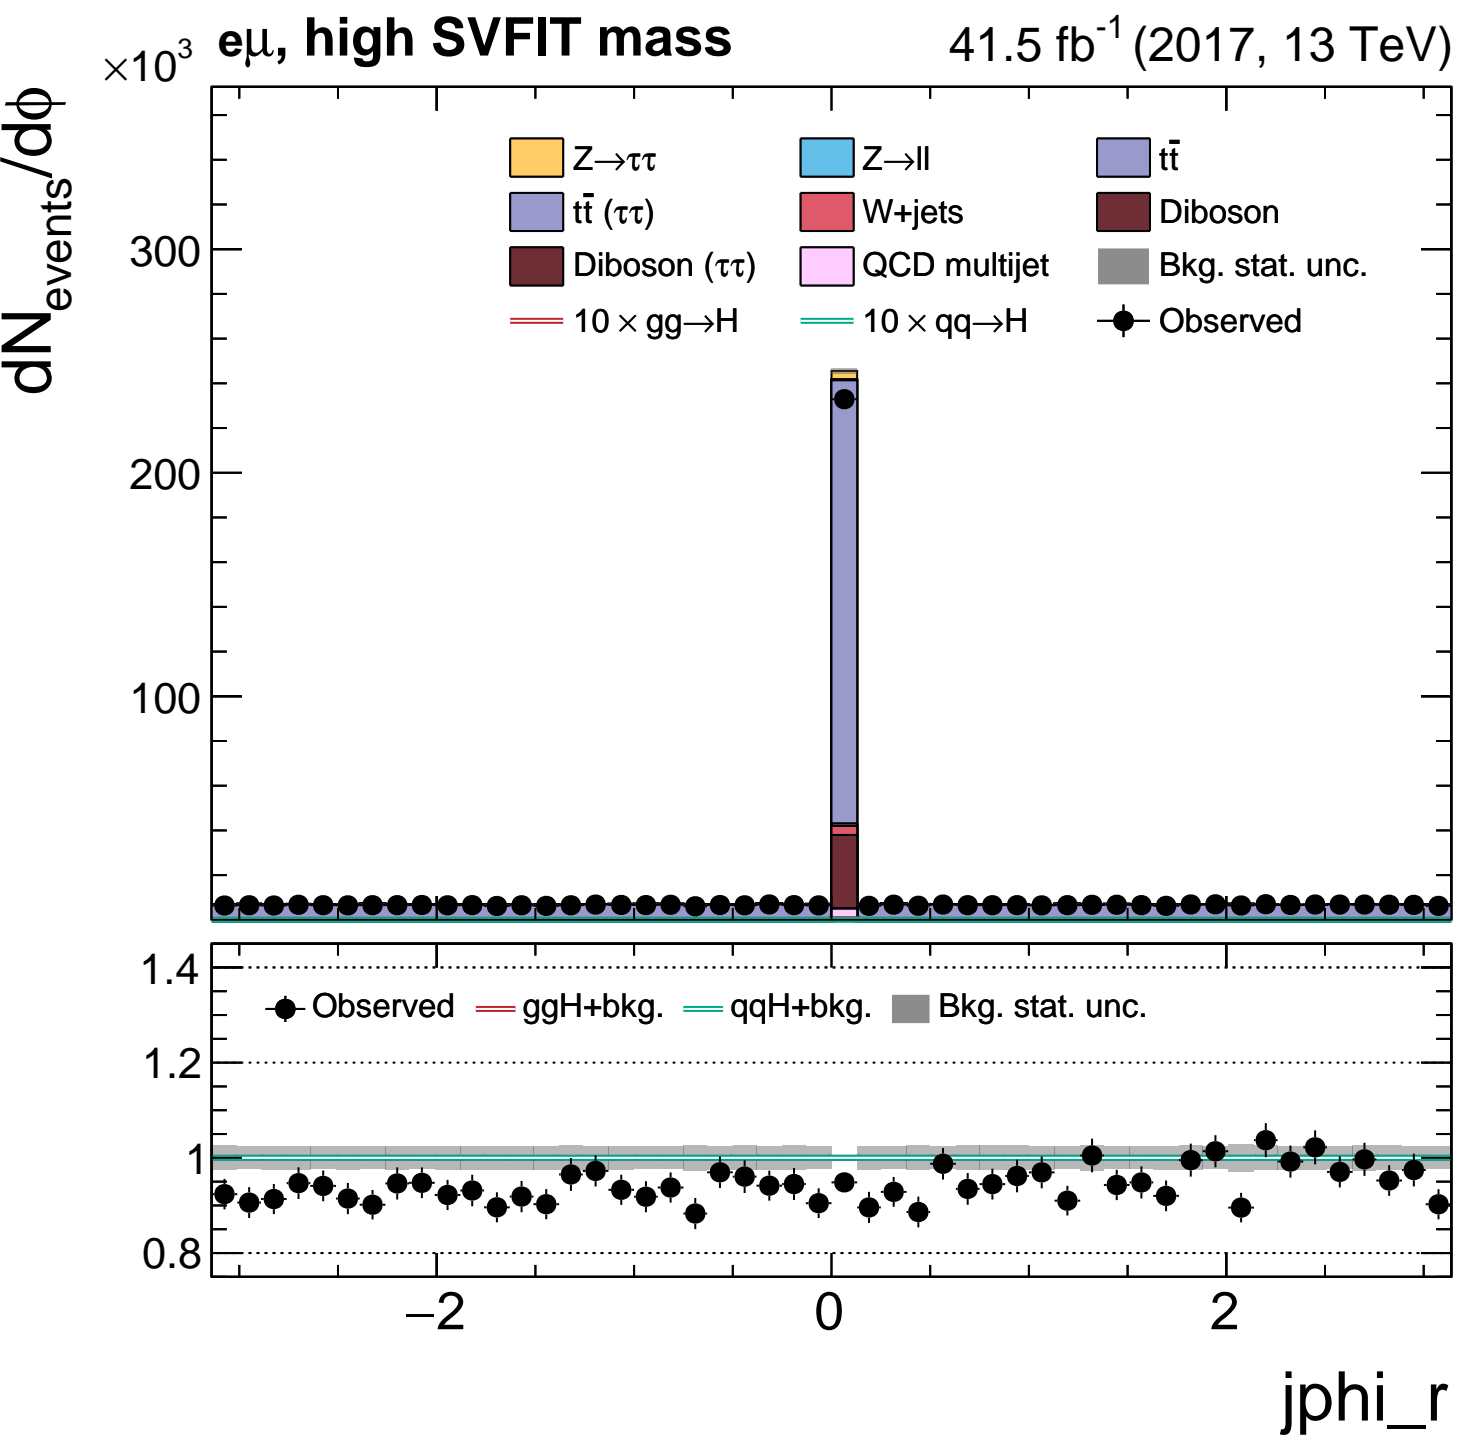 ×10³ eμ, high SVFIT mass 41.5 fb⁻¹ (2017, 13 TeV)
dN_events/dϕ
Z→ττ Z→ll tt̄
tt̄ (ττ) W+jets Diboson
Diboson (ττ) QCD multijet Bkg. stat. unc.
10 × gg→H 10 × qq→H Observed
300
200
100
1.4
Observed ggH+bkg. qqH+bkg. Bkg. stat. unc.
1.2
1
0.8
−2 0 2
jphi_r